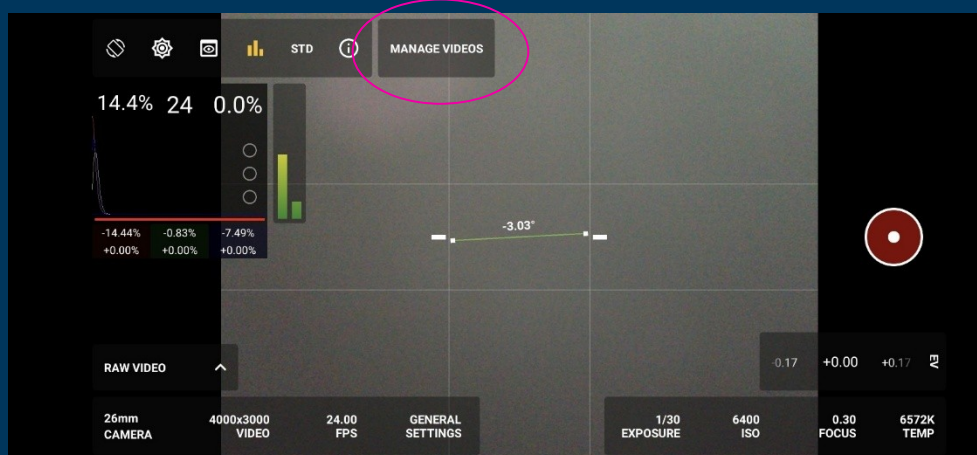 STD
MANAGE VIDEOS
14.4% 24 0.0%
-14.44% -0.83% -7.49%
+0.00% +0.00% +0.00%
-3.03°
RAW VIDEO
-0.17 +0.00 +0.17 EV
26mm 4000x3000 24.00 GENERAL 1/30 6400 0.30 6572K
CAMERA VIDEO FPS SETTINGS EXPOSURE ISO FOCUS TEMP